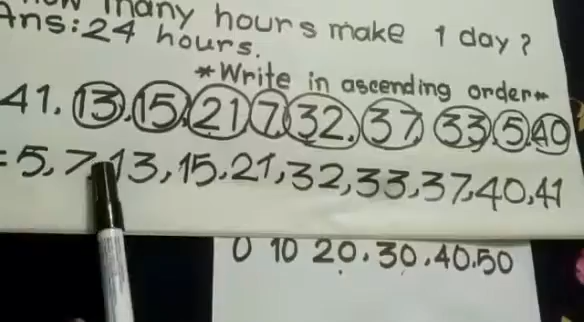 many hours make 1 day?
Ans:24 hours.
*Write in ascending order*
41. 13. 15. 21 7. 32. 37 33. 5. 40
=5, 7, 13, 15. 21, 32, 33, 37, 40, 41
0 10 20. 30. 40. 50